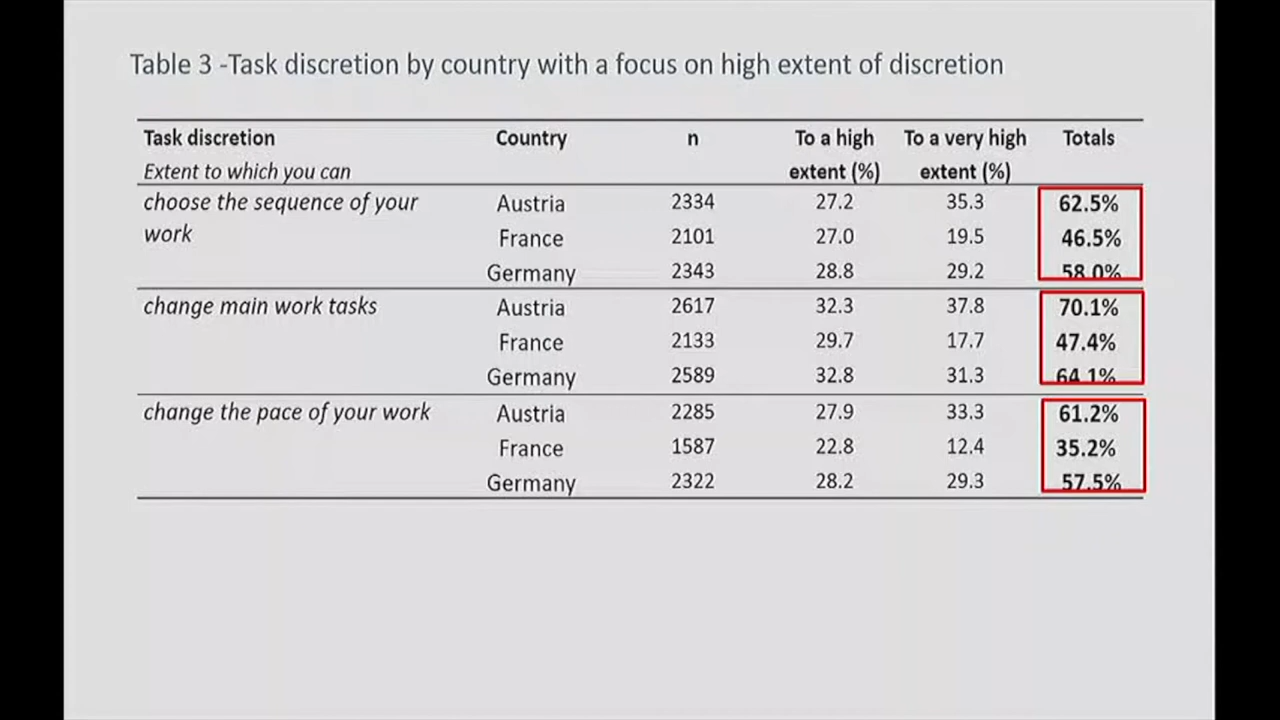 Table 3 -Task discretion by country with a focus on high extent of discretion
Task discretion Country n To a high To a very high Totals
Extent to which you can extent (%) extent (%)
choose the sequence of your Austria 2334 27.2 35.3 62.5%
work France 2101 27.0 19.5 46.5%
Germany 2343 28.8 29.2 58.0%
change main work tasks Austria 2617 32.3 37.8 70.1%
France 2133 29.7 17.7 47.4%
Germany 2589 32.8 31.3 64.1%
change the pace of your work Austria 2285 27.9 33.3 61.2%
France 1587 22.8 12.4 35.2%
Germany 2322 28.2 29.3 57.5%